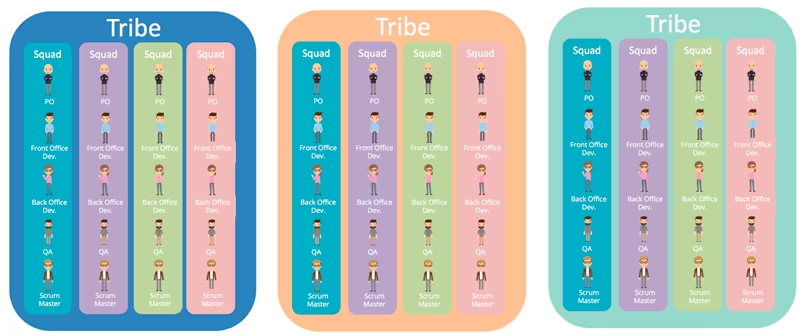 Tribe
Squad Squad Squad Squad
PO PO PO PO
Front Office Front Office Front Office Front Office
Dev. Dev. Dev. Dev.
Back Office Back Office Back Office Back Office
Dev. Dev. Dev. Dev.
QA QA QA QA
Scrum Scrum Scrum Scrum
Master Master Master Master
Tribe
Squad Squad Squad Squad
PO PO PO PO
Front Office Front Office Front Office Front Office
Dev. Dev. Dev. Dev.
Back Office Back Office Back Office Back Office
Dev. Dev. Dev. Dev.
QA QA QA QA
Scrum Scrum Scrum Scrum
Master Master Master Master
Tribe
Squad Squad Squad Squad
PO PO PO PO
Front Office Front Office Front Office Front Office
Dev. Dev. Dev. Dev.
Back Office Back Office Back Office Back Office
Dev. Dev. Dev. Dev.
QA QA QA QA
Scrum Scrum Scrum Scrum
Master Master Master Master